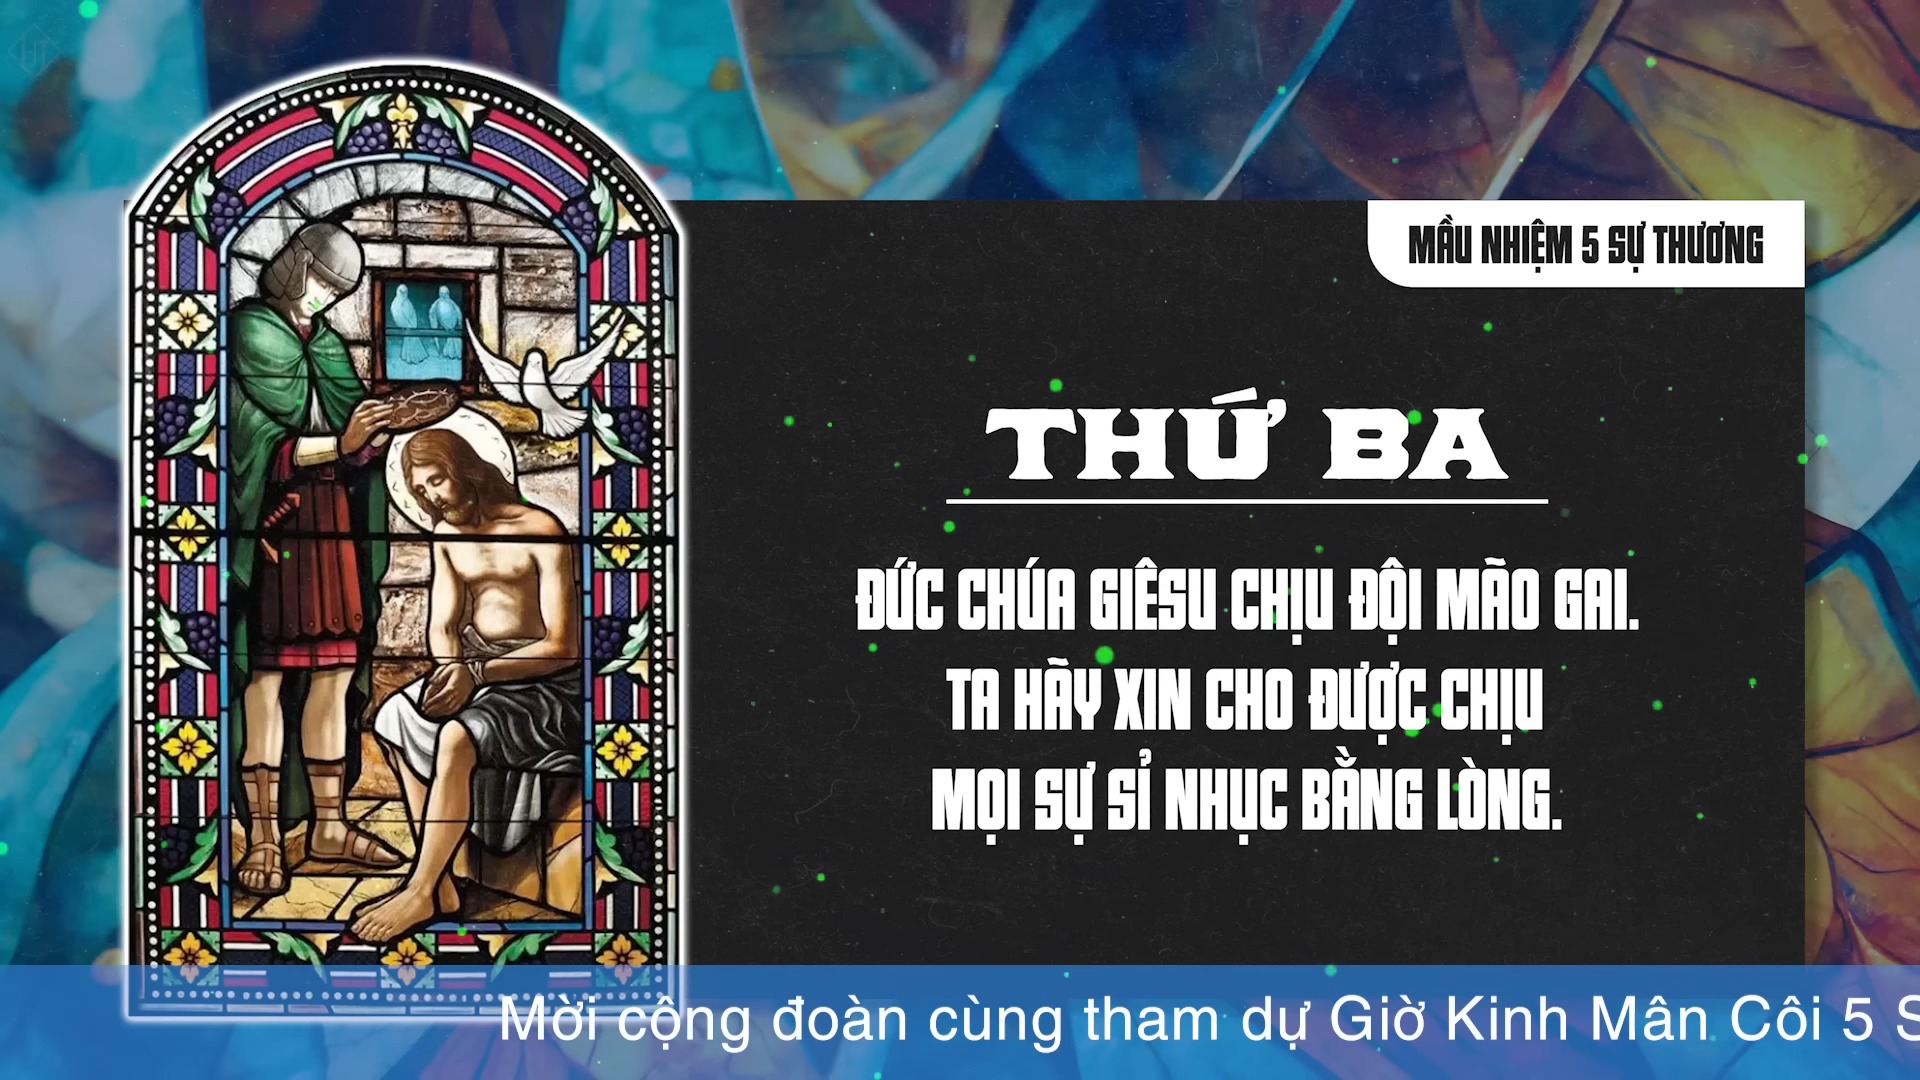 MẦU NHIỆM 5 SỰ THƯƠNG
THỨ BA
ĐỨC CHÚA GIÊSU CHỊU ĐỘI MÃO GAI.
TA HÃY XIN CHO ĐƯỢC CHỊU
MỌI SỰ SỈ NHỤC BẰNG LÒNG.
Mời cộng đoàn cùng tham dự Giờ Kinh Mân Côi 5 S